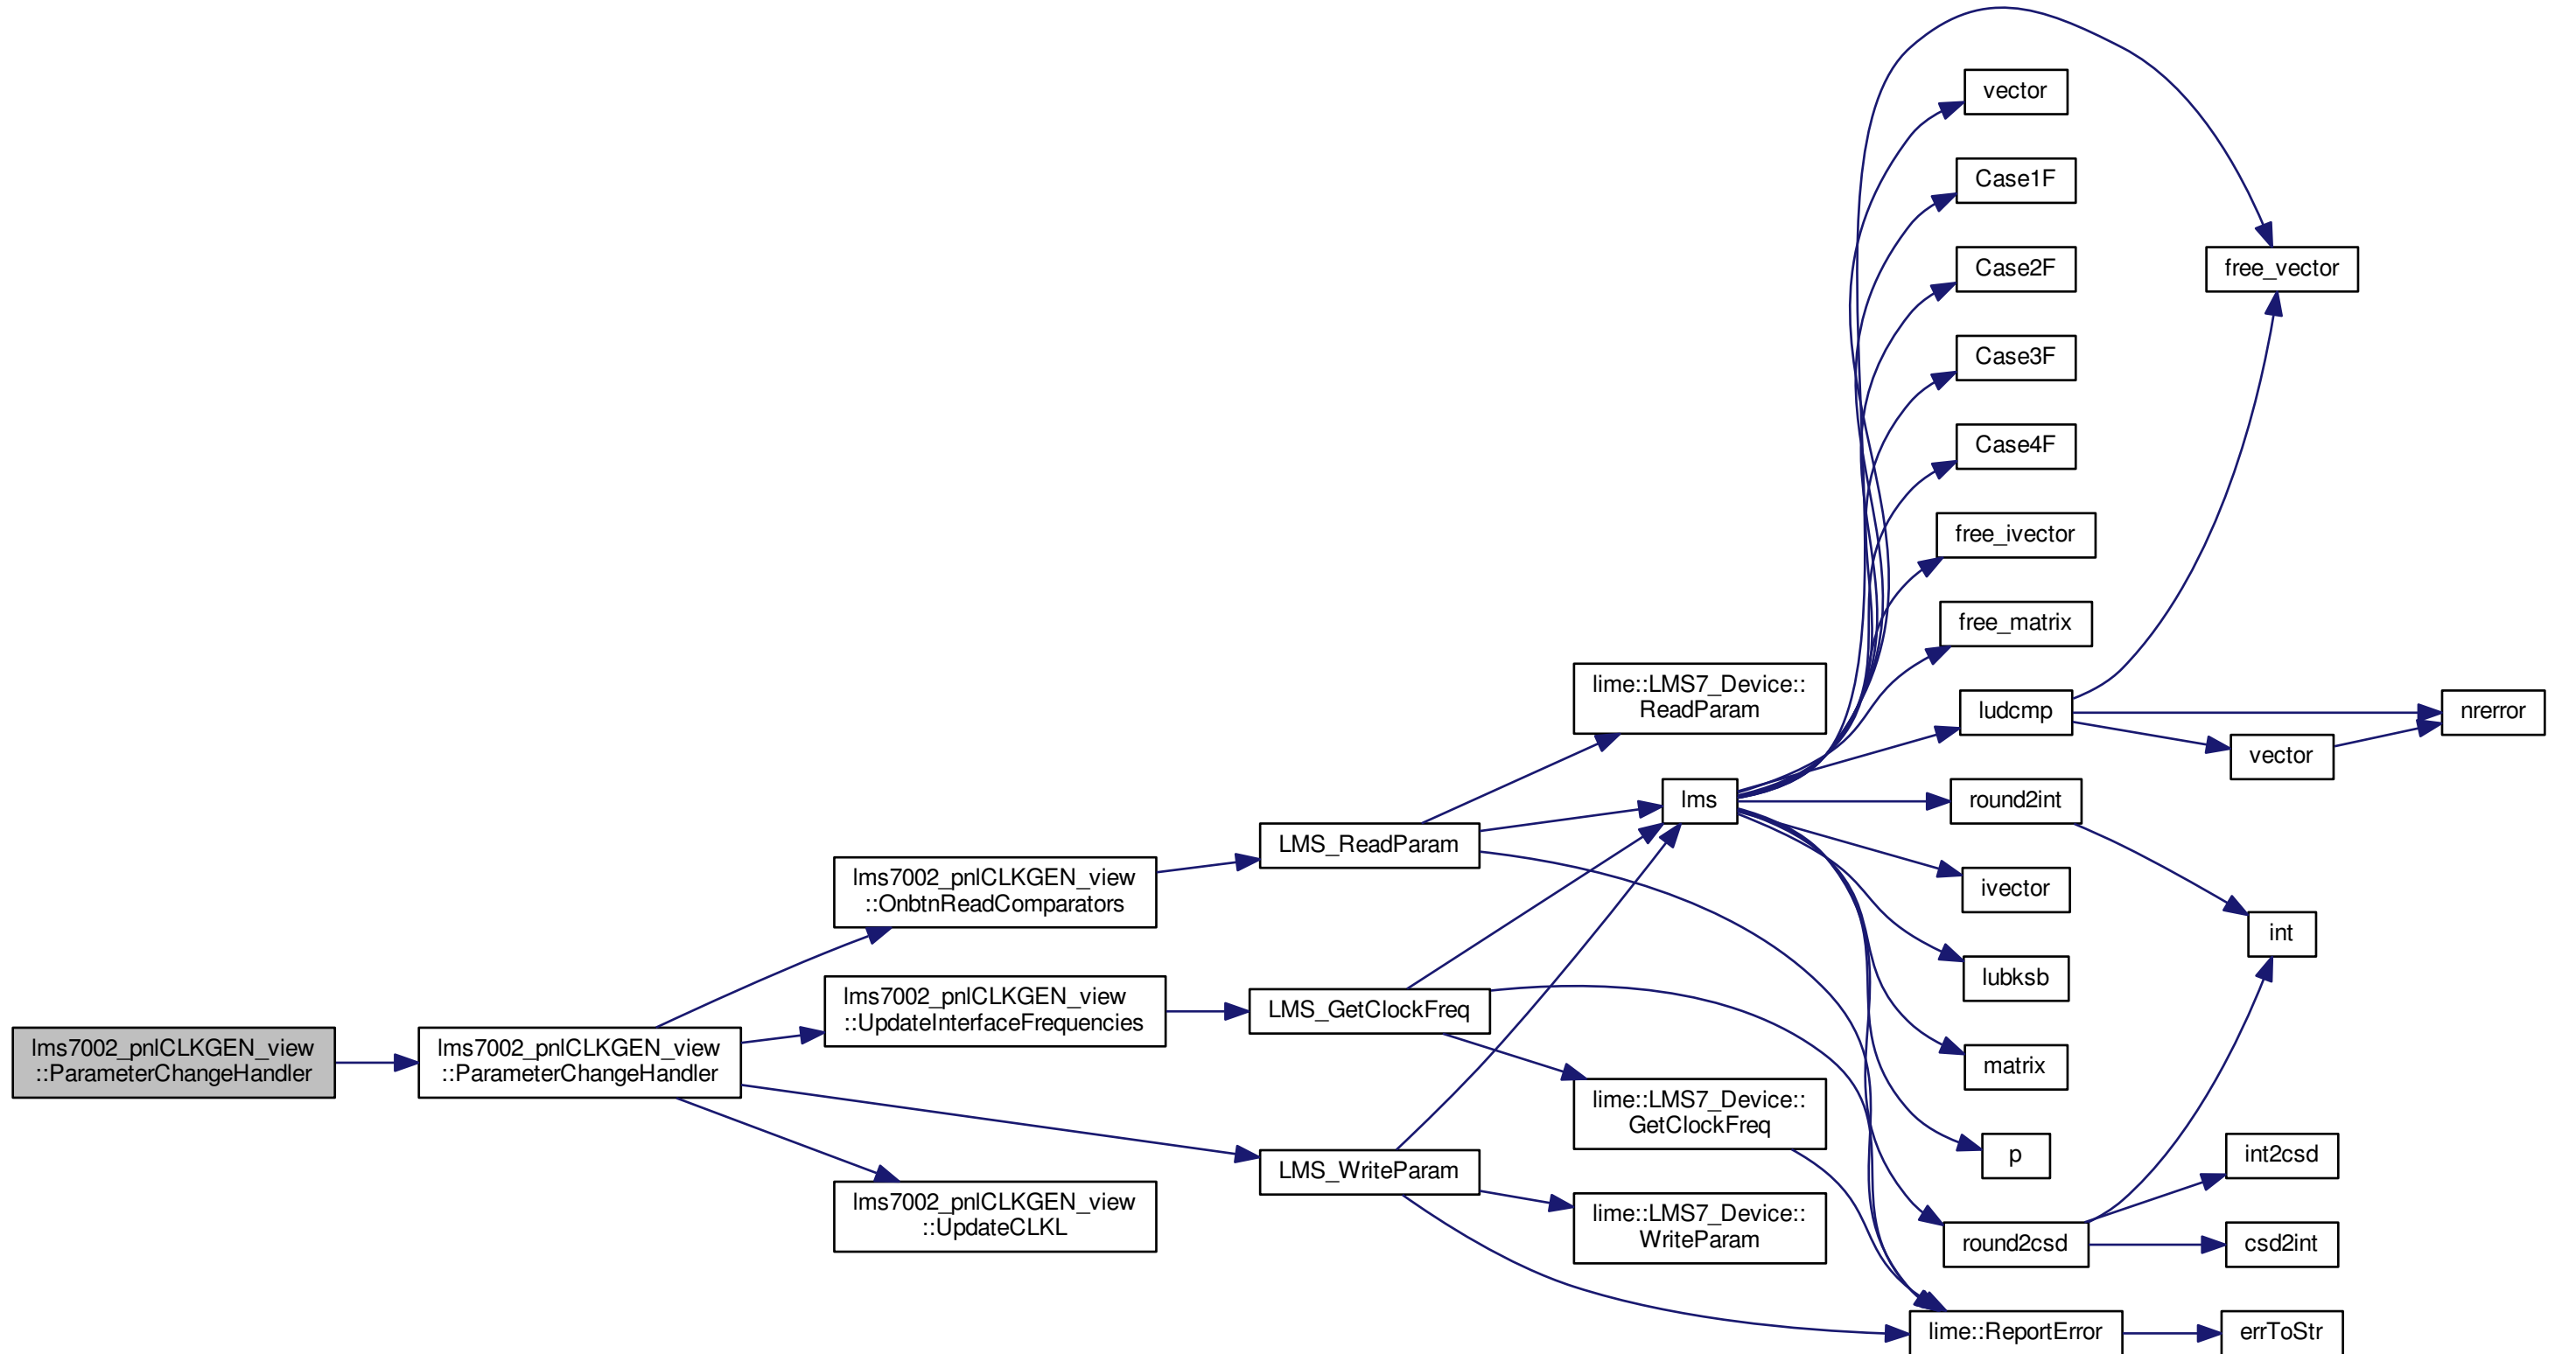 lms7002_pnlCLKGEN_view
::ParameterChangeHandler
lms7002_pnlCLKGEN_view
::ParameterChangeHandler
lms7002_pnlCLKGEN_view
::OnbtnReadComparators
lms7002_pnlCLKGEN_view
::UpdateInterfaceFrequencies
lms7002_pnlCLKGEN_view
::UpdateCLKL
LMS_ReadParam
LMS_GetClockFreq
LMS_WriteParam
lime::LMS7_Device::
ReadParam
lms
lime::LMS7_Device::
GetClockFreq
lime::LMS7_Device::
WriteParam
vector
Case1F
Case2F
Case3F
Case4F
free_ivector
free_matrix
ludcmp
round2int
ivector
lubksb
matrix
p
round2csd
lime::ReportError
free_vector
vector
int
int2csd
csd2int
errToStr
nrerror